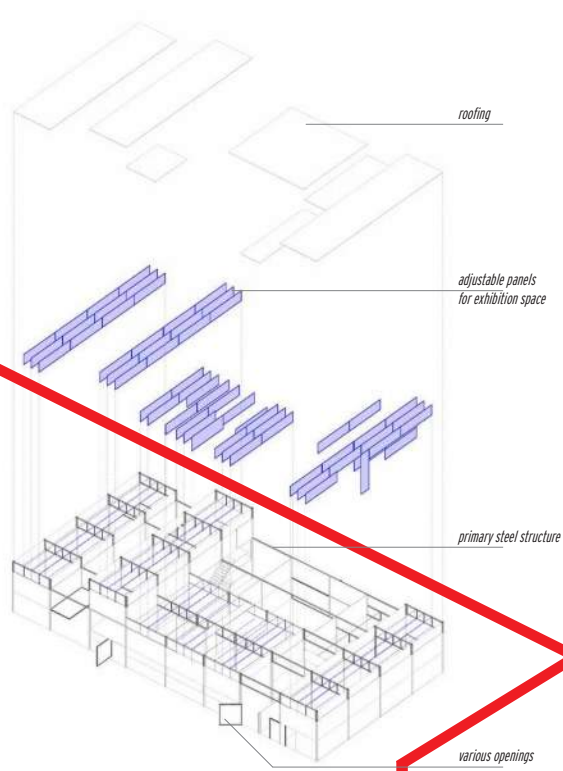 roofing
adjustable panels
for exhibition space
primary steel structure
various openings